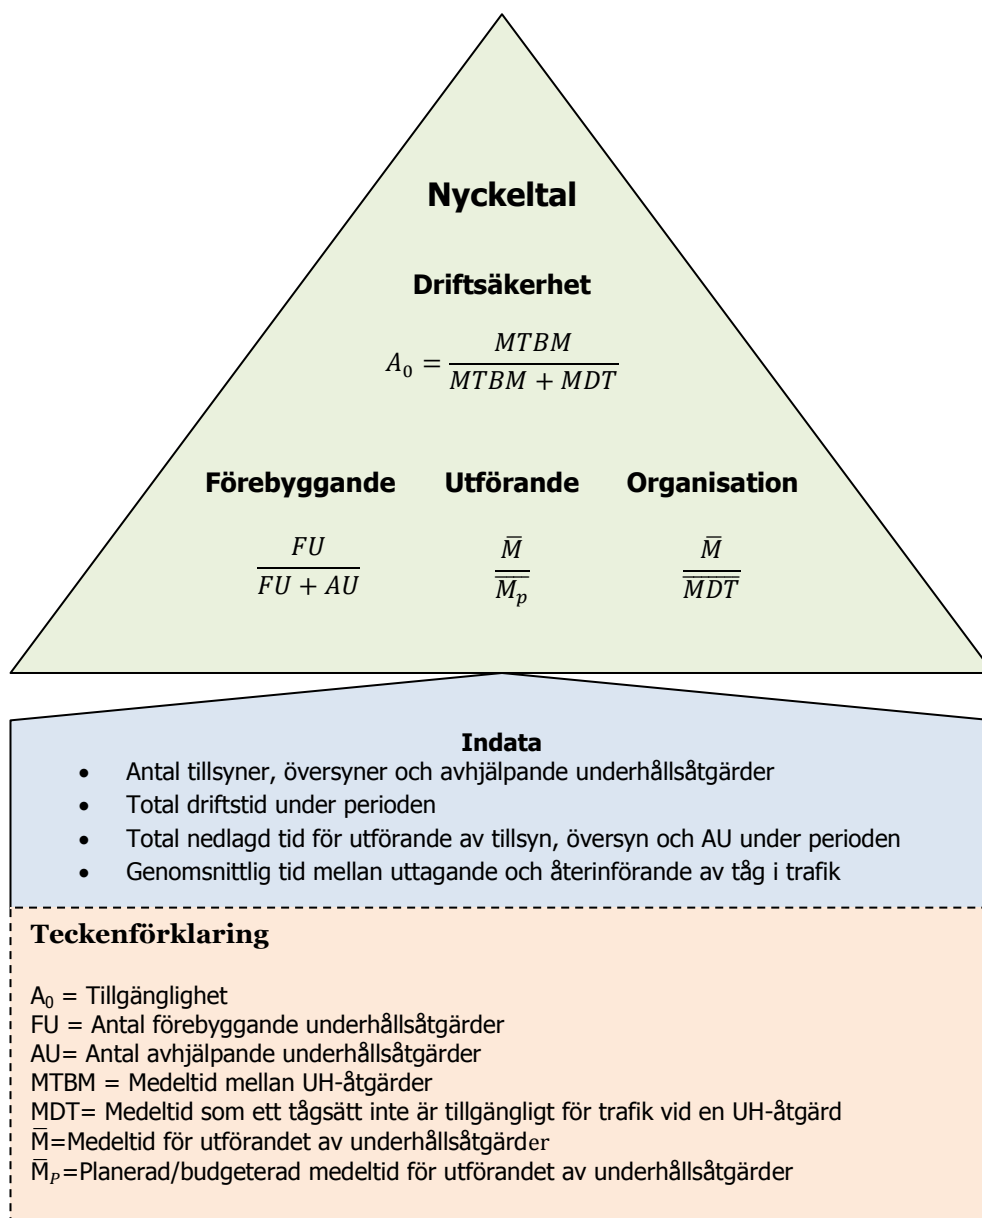 Nyckeltal
Driftsäkerhet
A₀ = MTBM / (MTBM + MDT)
Förebyggande Utförande Organisation
FU / (FU + AU) M̅ / M̅ₚ M̅ / M̅D̅T̅
Indata
• Antal tillsyner, översyner och avhjälpande underhållsåtgärder
• Total driftstid under perioden
• Total nedlagd tid för utförande av tillsyn, översyn och AU under perioden
• Genomsnittlig tid mellan uttagande och återinförande av tåg i trafik
Teckenförklaring
A₀ = Tillgänglighet
FU = Antal förebyggande underhållsåtgärder
AU= Antal avhjälpande underhållsåtgärder
MTBM = Medeltid mellan UH-åtgärder
MDT= Medeltid som ett tågsätt inte är tillgängligt för trafik vid en UH-åtgärd
M̅=Medeltid för utförandet av underhållsåtgärder
M̅ₚ=Planerad/budgeterad medeltid för utförandet av underhållsåtgärder